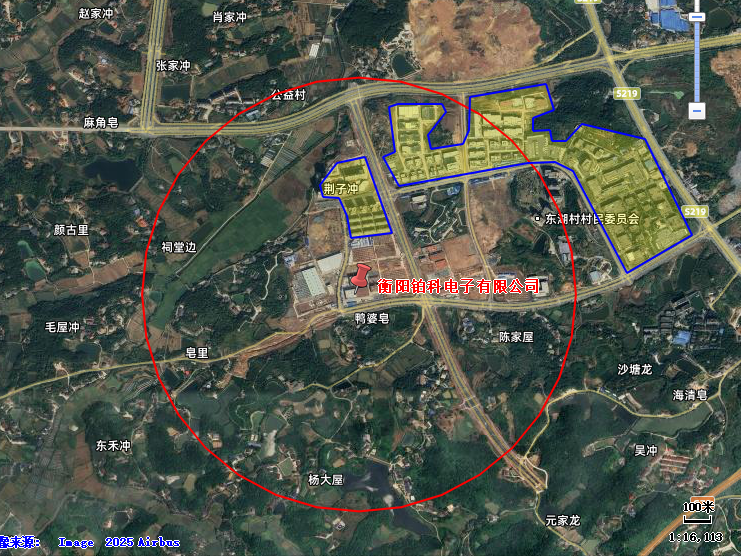 赵家冲
肖家冲
张家冲
S219
公益村
麻角皂
荆子冲
S219
东湖村村民委员会
颜古里
祠堂边
衡阳铂科电子有限公司
毛屋冲
鸭婆皂
陈家屋
皂里
沙塘龙
海清皂
东禾冲
吴冲
杨大屋
100米
元家龙
1:16,113
来源: Image 2025 Airbus